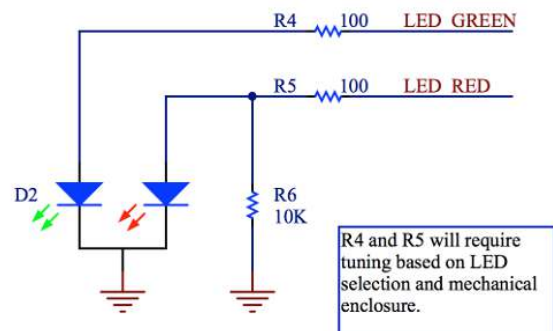 R4 100 LED GREEN
R5 100 LED RED
D2
R6
10K
R4 and R5 will require
tuning based on LED
selection and mechanical
enclosure.